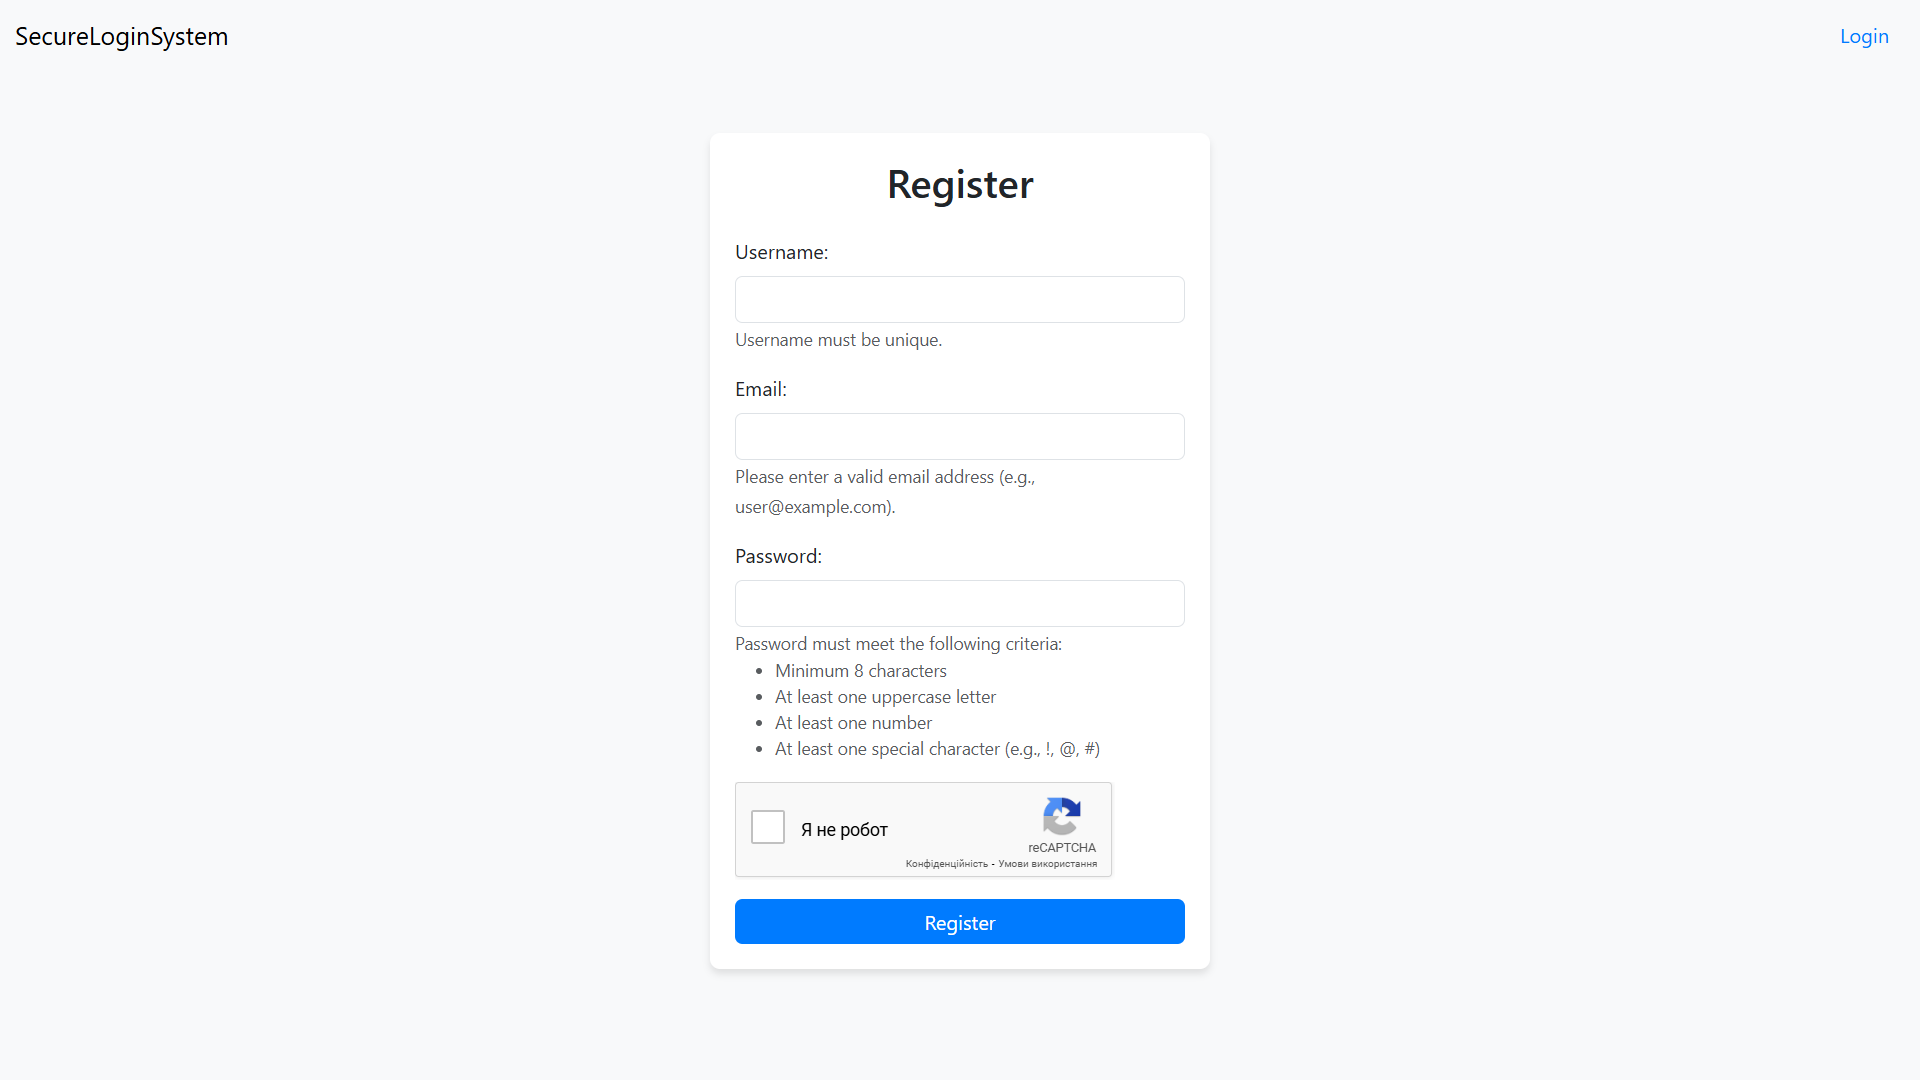 SecureLoginSystem
Login
Register
Username:
Username must be unique.
Email:
Please enter a valid email address (e.g.,
user@example.com).
Password:
Password must meet the following criteria:
• Minimum 8 characters
• At least one uppercase letter
• At least one number
• At least one special character (e.g., !, @, #)
Я не робот
reCAPTCHA
Конфіденційність - Умови використання
Register